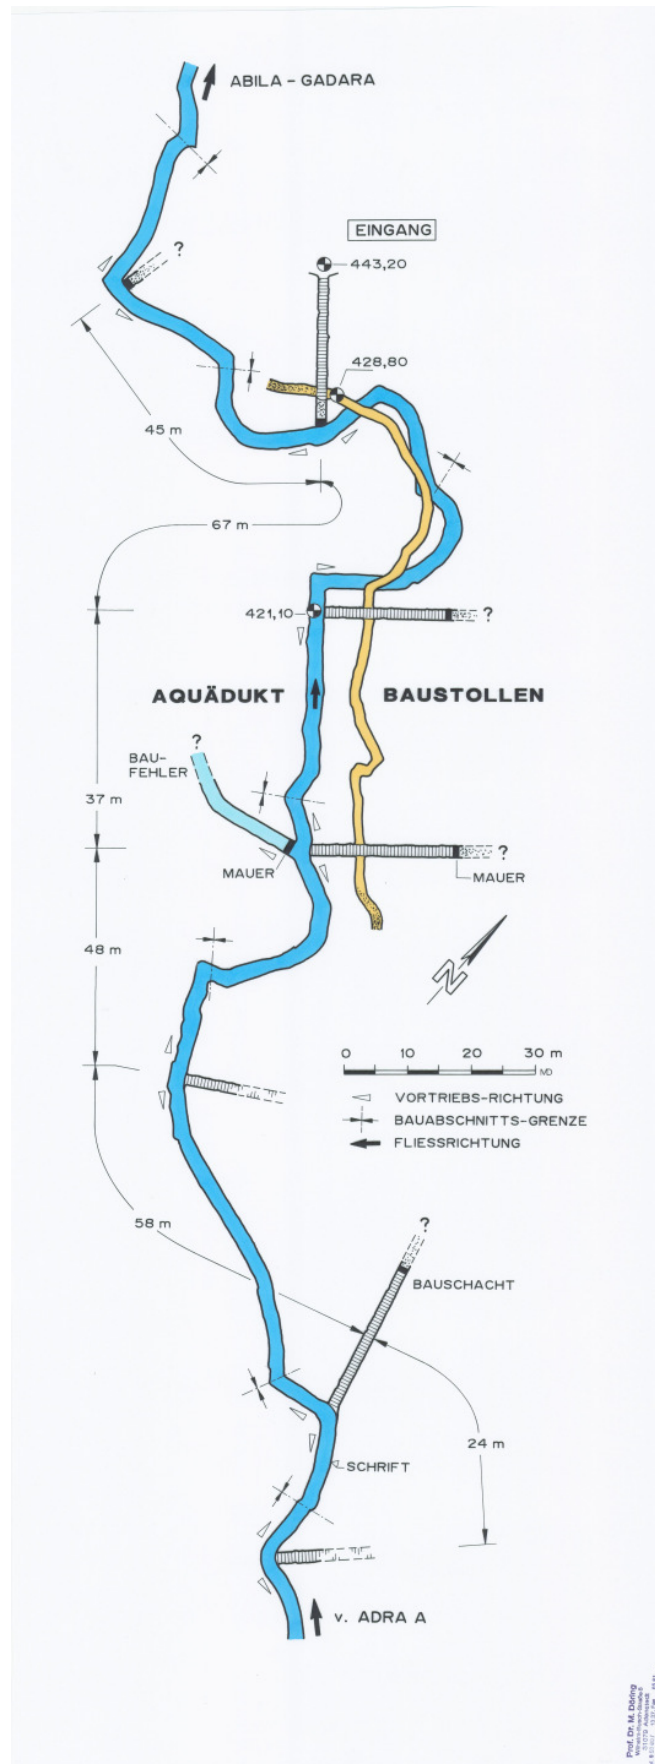 ABILA – GADARA
EINGANG
?
443,20
428,80
45 m
67 m
421,10
?
AQUÄDUKT
BAUSTOLLEN
?
BAU-
FEHLER
37 m
?
MAUER
MAUER
48 m
N
0 10 20 30 m
MD
VORTRIEBS-RICHTUNG
BAUABSCHNITTS-GRENZE
FLIESSRICHTUNG
58 m
?
BAUSCHACHT
24 m
SCHRIFT
v. ADRA A
Prof. Dr. M. Döring